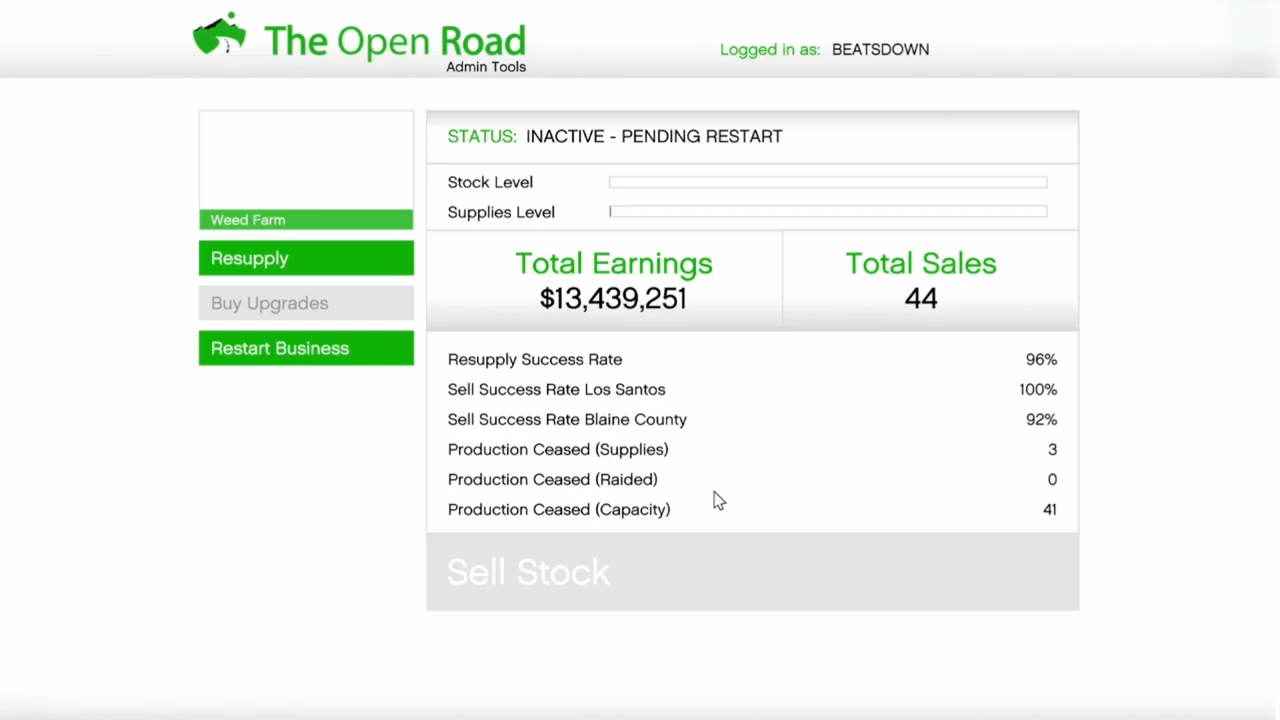 The Open Road
Admin Tools
Logged in as: BEATSDOWN
Weed Farm
Resupply
Buy Upgrades
Restart Business
STATUS: INACTIVE - PENDING RESTART
Stock Level
Supplies Level
Total Earnings
$13,439,251
Total Sales
44
Resupply Success Rate 96%
Sell Success Rate Los Santos 100%
Sell Success Rate Blaine County 92%
Production Ceased (Supplies) 3
Production Ceased (Raided) 0
Production Ceased (Capacity) 41
Sell Stock